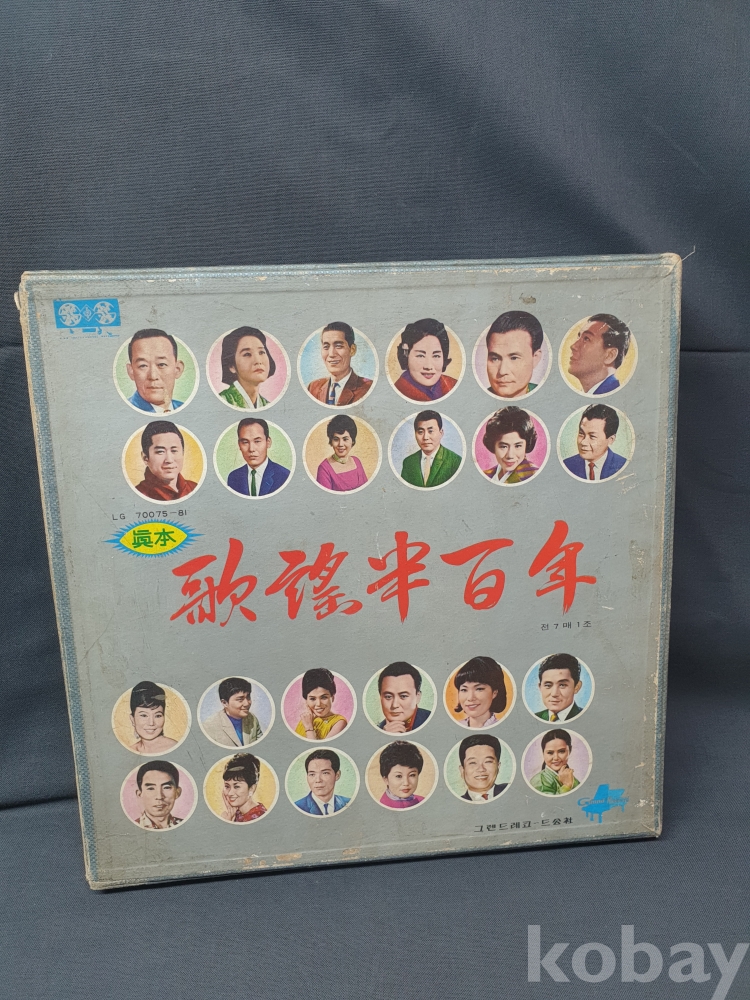 LG 70075-81
眞本
歌謠半百年
전 7 매 1 조
그랜드레코-드公社
kobay